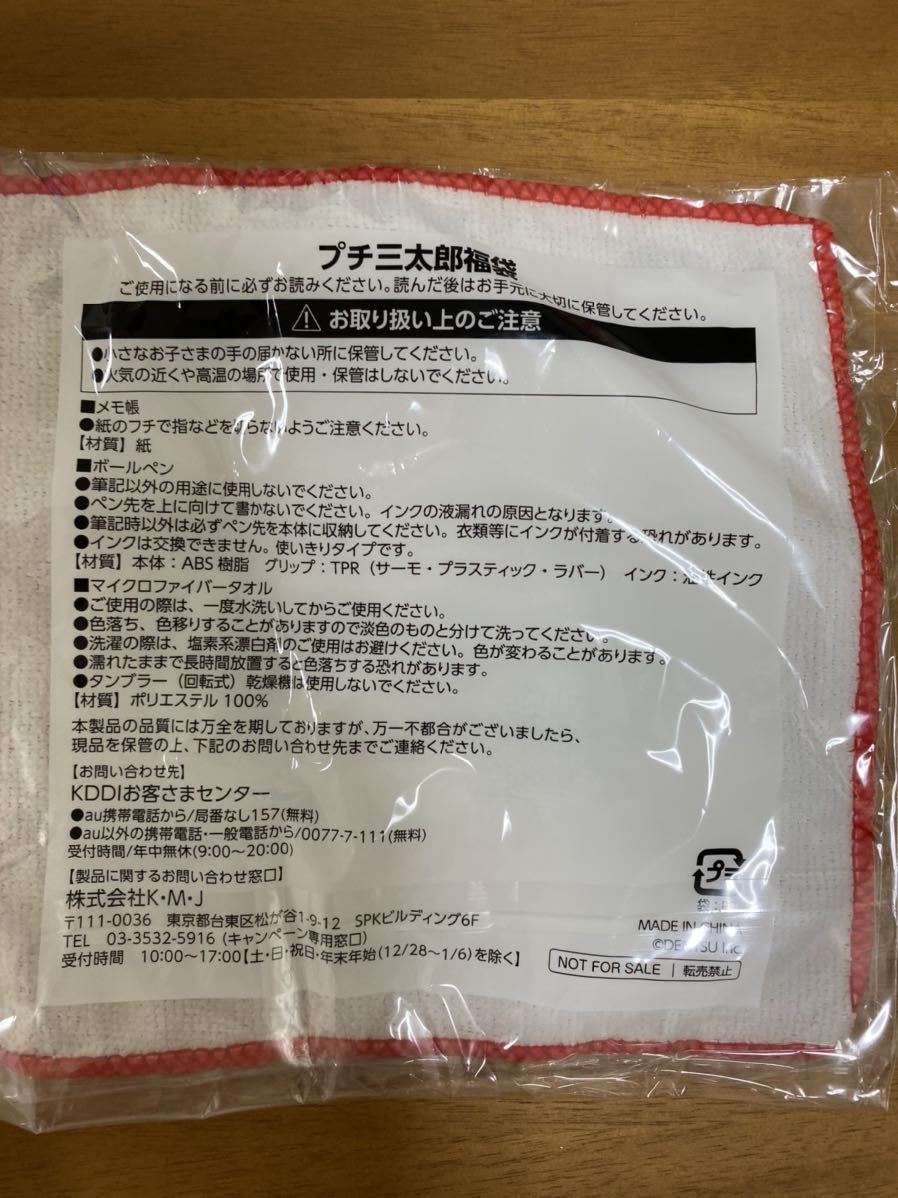 プチ三太郎福袋
ご使用になる前に必ずお読みください。読んだ後はお手元に大切に保管してください。
お取り扱い上のご注意
●小さなお子さまの手の届かない所に保管してください。
●火気の近くや高温の場所で使用・保管はしないでください。
■メモ帳
●紙のフチで指などを切らないようご注意ください。
【材質】紙
■ボールペン
●筆記以外の用途に使用しないでください。
●ペン先を上に向けて書かないでください。インクの液漏れの原因となります。
●筆記時以外は必ずペン先を本体に収納してください。衣類等にインクが付着する恐れがあります。
●インクは交換できません。使いきりタイプです。
【材質】本体：ABS樹脂 グリップ：TPR（サーモ・プラスティック・ラバー） インク：油性インク
■マイクロファイバータオル
●ご使用の際は、一度水洗いしてからご使用ください。
●色落ち、色移りすることがありますので淡色のものと分けて洗ってください。
●洗濯の際は、塩素系漂白剤のご使用はお避けください。色が変わることがあります。
●濡れたままで長時間放置すると色落ちする恐れがあります。
●タンブラー（回転式）乾燥機は使用しないでください。
【材質】ポリエステル100%
本製品の品質には万全を期しておりますが、万一不都合がございましたら、
現品を保管の上、下記のお問い合わせ先までご連絡ください。
【お問い合わせ先】
KDDIお客さまセンター
●au携帯電話から/局番なし157(無料)
●au以外の携帯電話・一般電話から/0077-7-111(無料)
受付時間/年中無休(9:00～20:00)
【製品に関するお問い合わせ窓口】
株式会社K・M・J
〒111-0036 東京都台東区松が谷1-9-12 SPKビルディング6F
TEL 03-3532-5916 (キャンペーン専用窓口)
受付時間 10:00～17:00【土・日・祝日・年末年始(12/28～1/6)を除く】
プラ
袋：
MADE IN CHINA
©DENTSU Inc.
NOT FOR SALE | 転売禁止